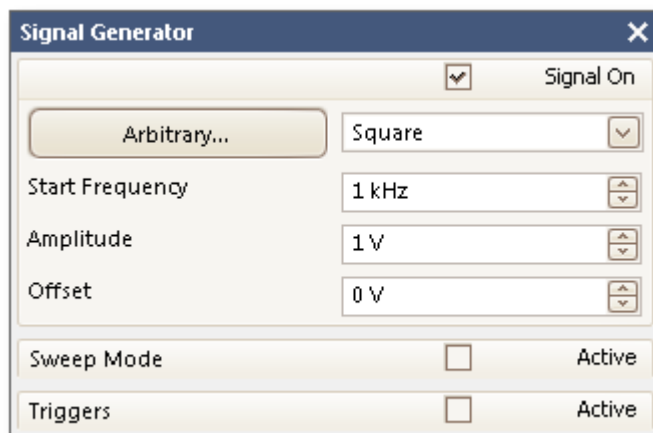 Signal Generator
Signal On
Arbitrary... Square
Start Frequency 1 kHz
Amplitude 1 V
Offset 0 V
Sweep Mode Active
Triggers Active